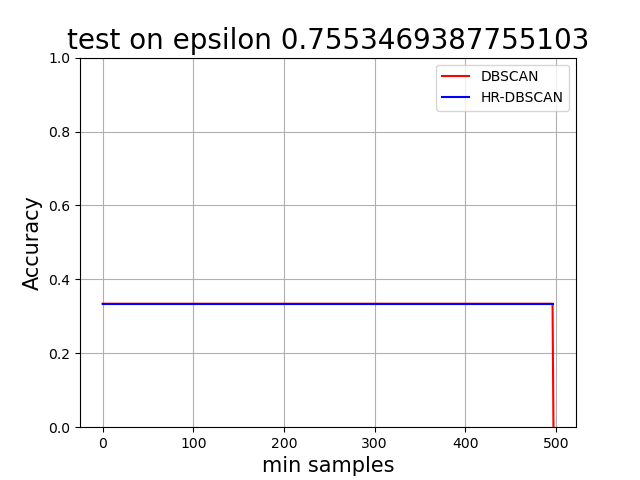 test on epsilon 0.7553469387755103
DBSCAN
HR-DBSCAN
1.0
0.8
0.6
0.4
0.2
0.0
Accuracy
0 100 200 300 400 500
min samples